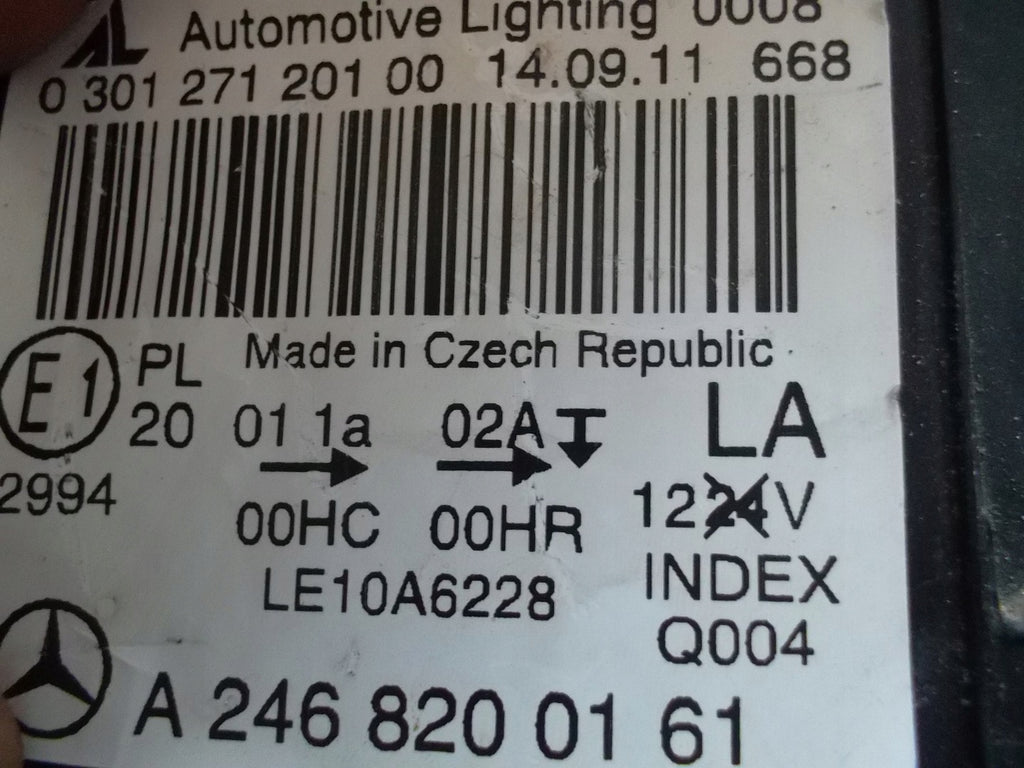 AL Automotive Lighting 0008
0 301 271 201 00 14.09.11 668
Made in Czech Republic
E1 PL
20 01 1a 02A LA
2994
00HC 00HR 1224V
LE10A6228 INDEX
Q004
A 246 820 01 61